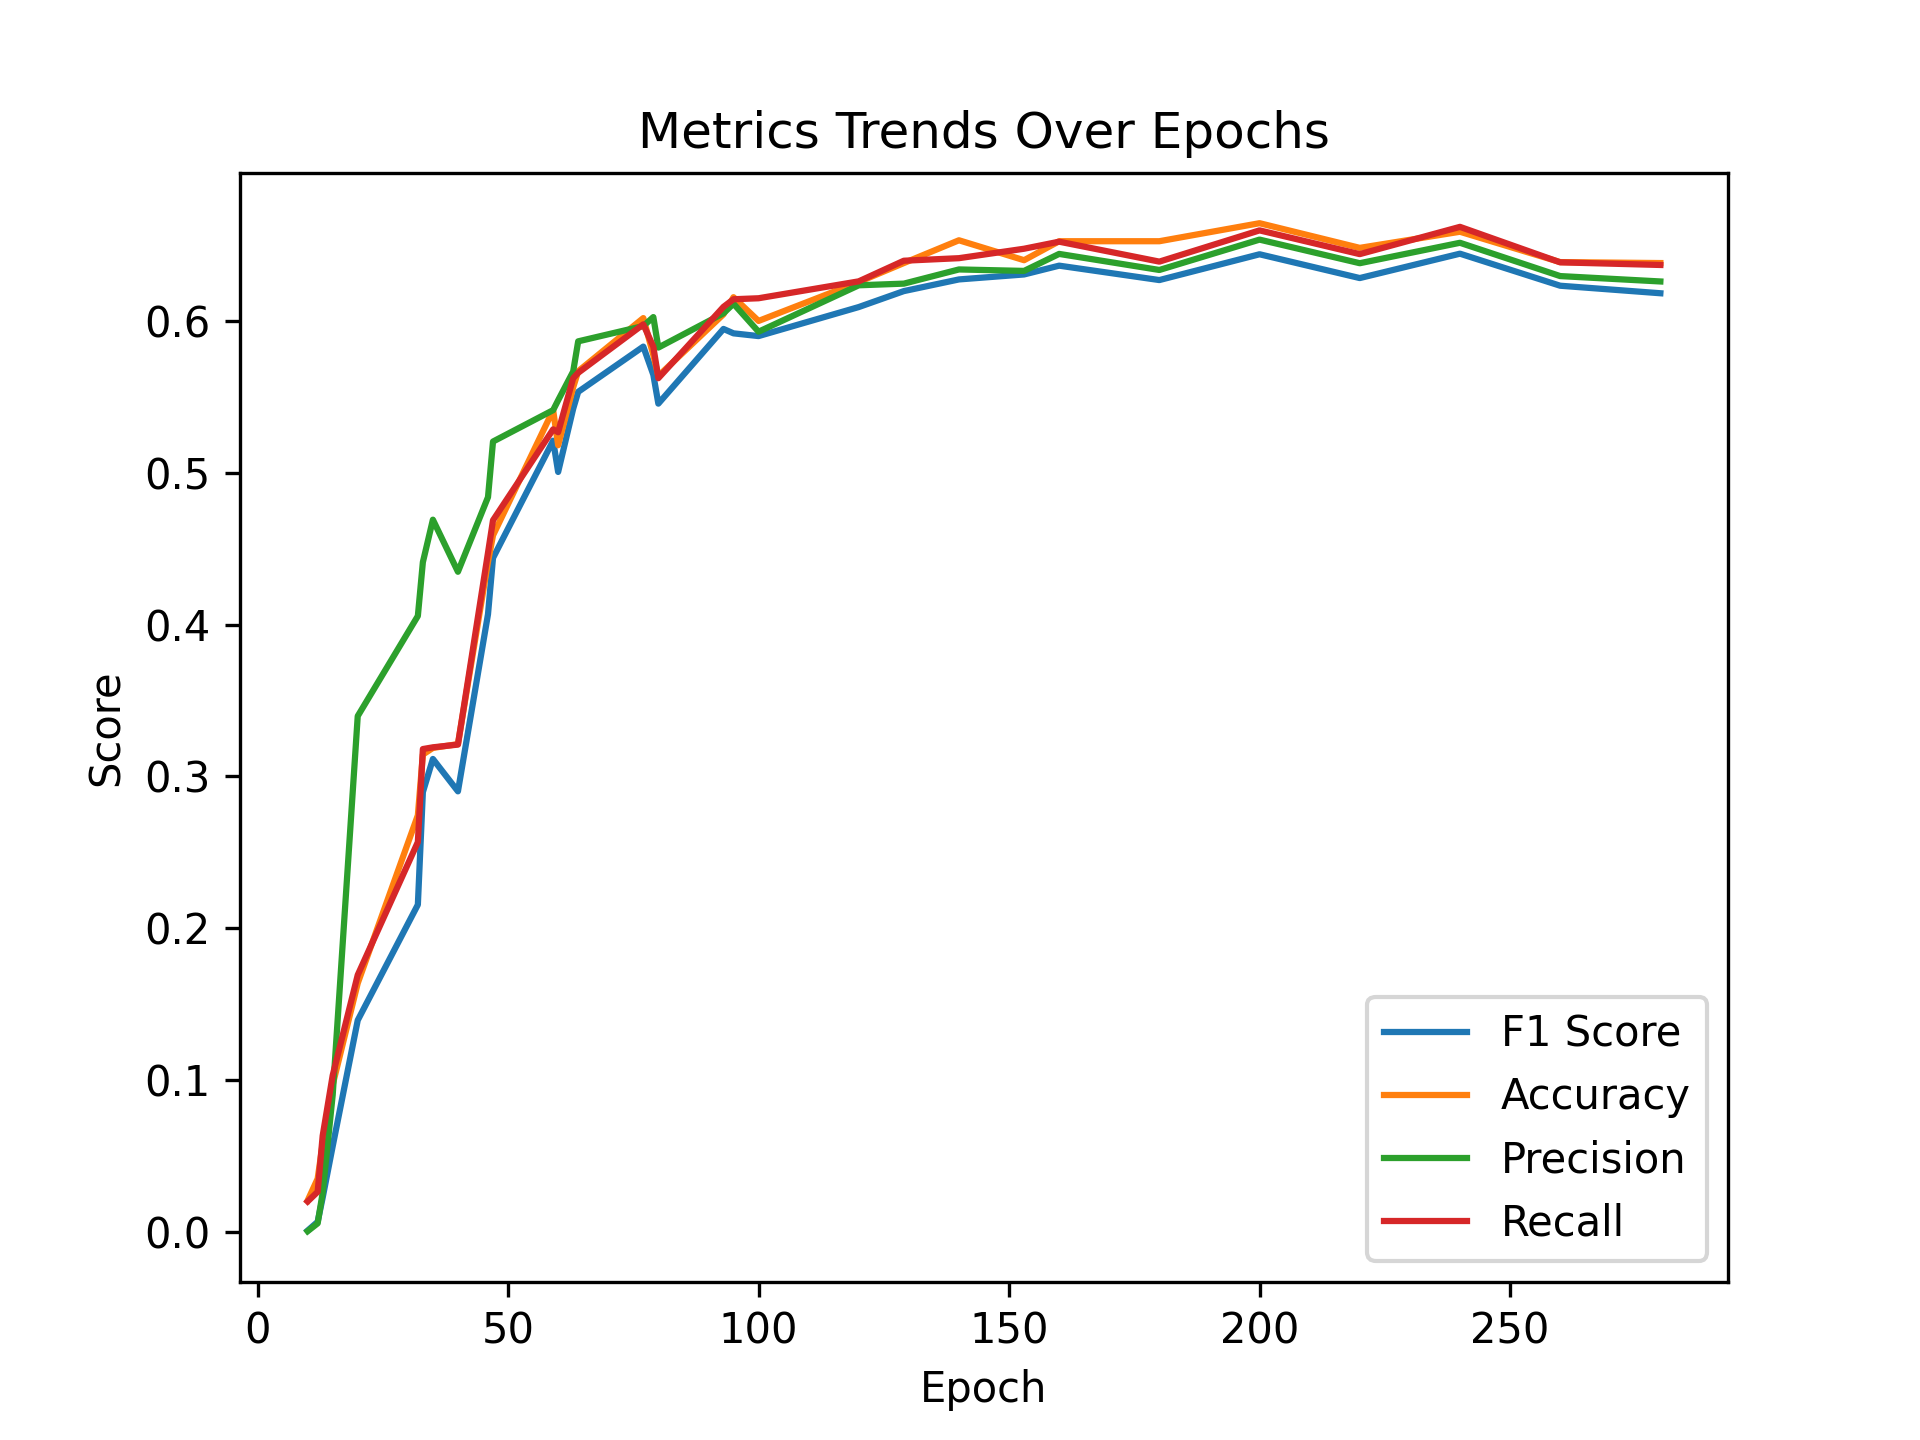 Metrics Trends Over Epochs
Score
0.6
0.5
0.4
0.3
0.2
0.1
0.0
F1 Score
Accuracy
Precision
Recall
0 50 100 150 200 250
Epoch